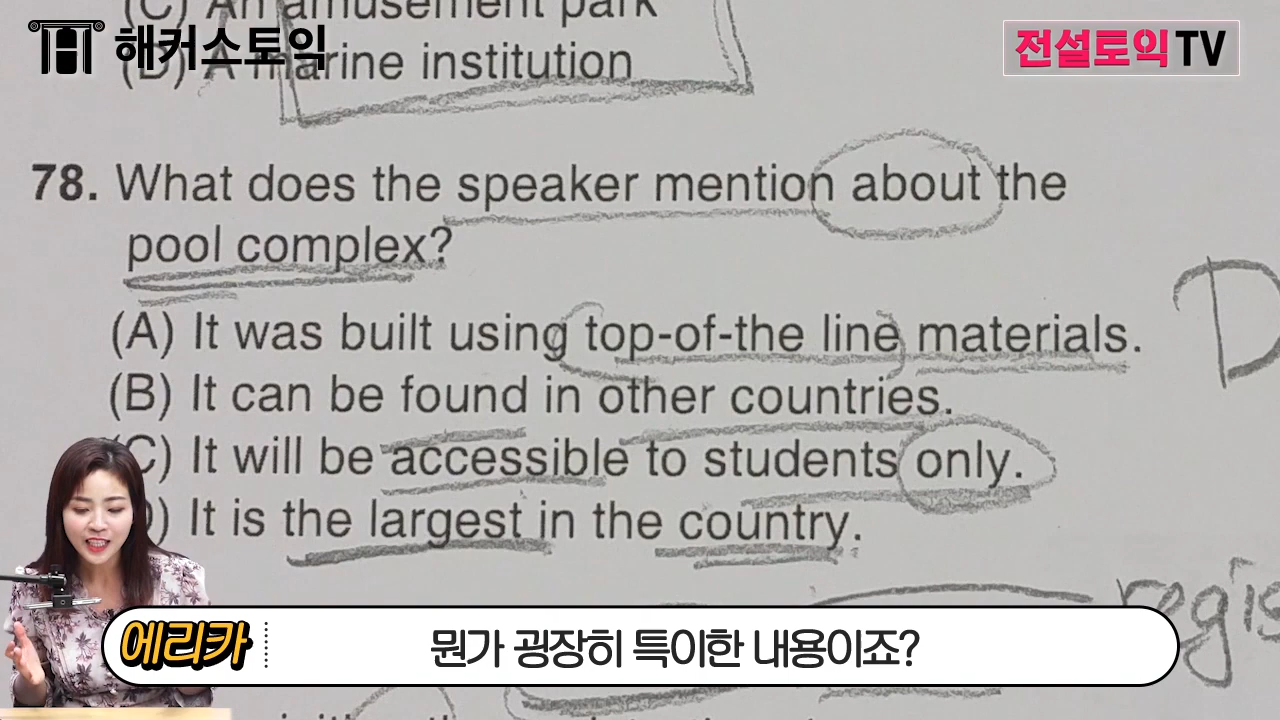 (C) An amusement park
해커스토익
전설토익TV
(D) A marine institution
78. What does the speaker mention about the
pool complex?
(A) It was built using top-of-the line materials.
(B) It can be found in other countries.
C) It will be accessible to students only.
D
) It is the largest in the country.
regis
에리카
뭔가 굉장히 특이한 내용이죠?